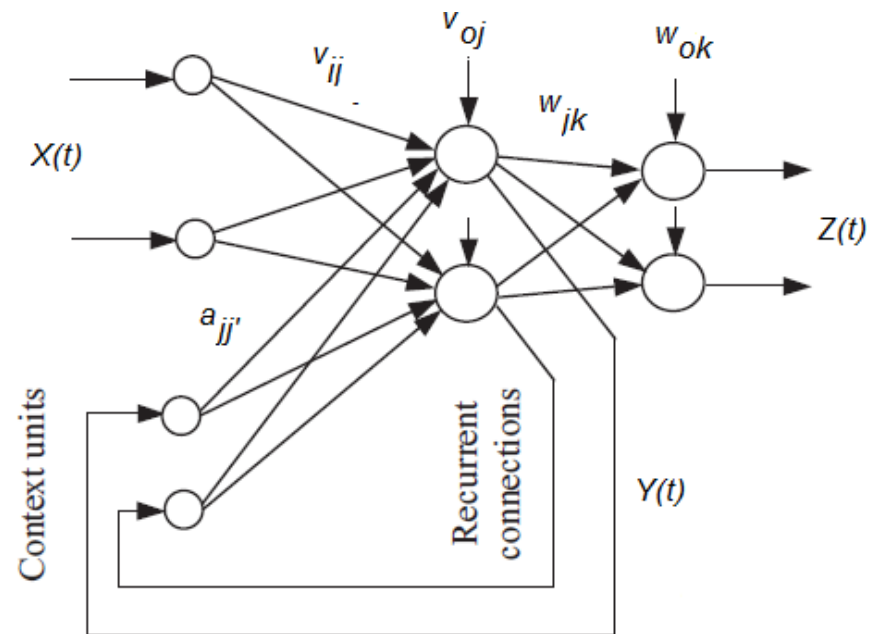 v_ij
v_oj
w_ok
w_jk
X(t)
Z(t)
a_jj'
Context units
Recurrent
connections
Y(t)